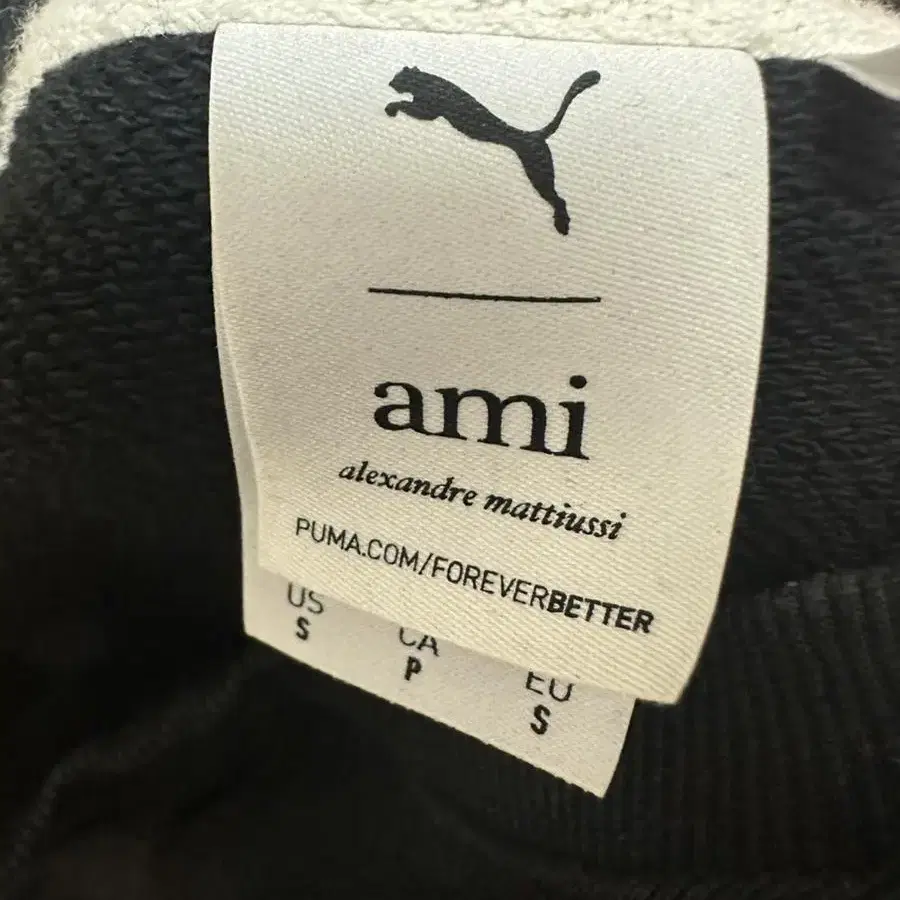 ami
alexandre mattiussi
PUMA.COM/FOREVERBETTER
US CA EU
S P S